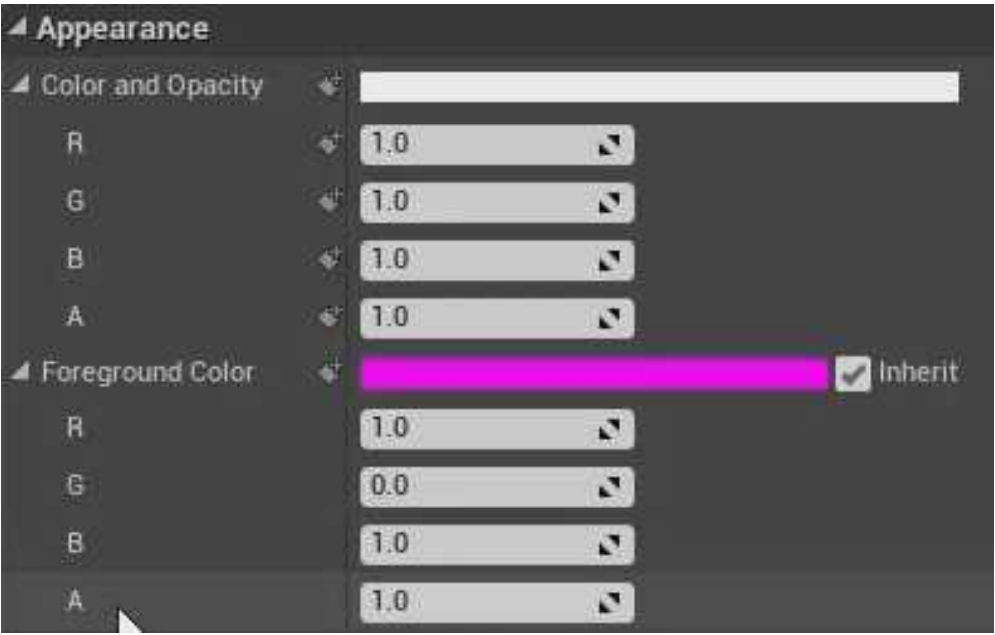 Appearance
Color and Opacity
R 1.0
G 1.0
B 1.0
A 1.0
Foreground Color Inherit
R 1.0
G 0.0
B 1.0
A 1.0